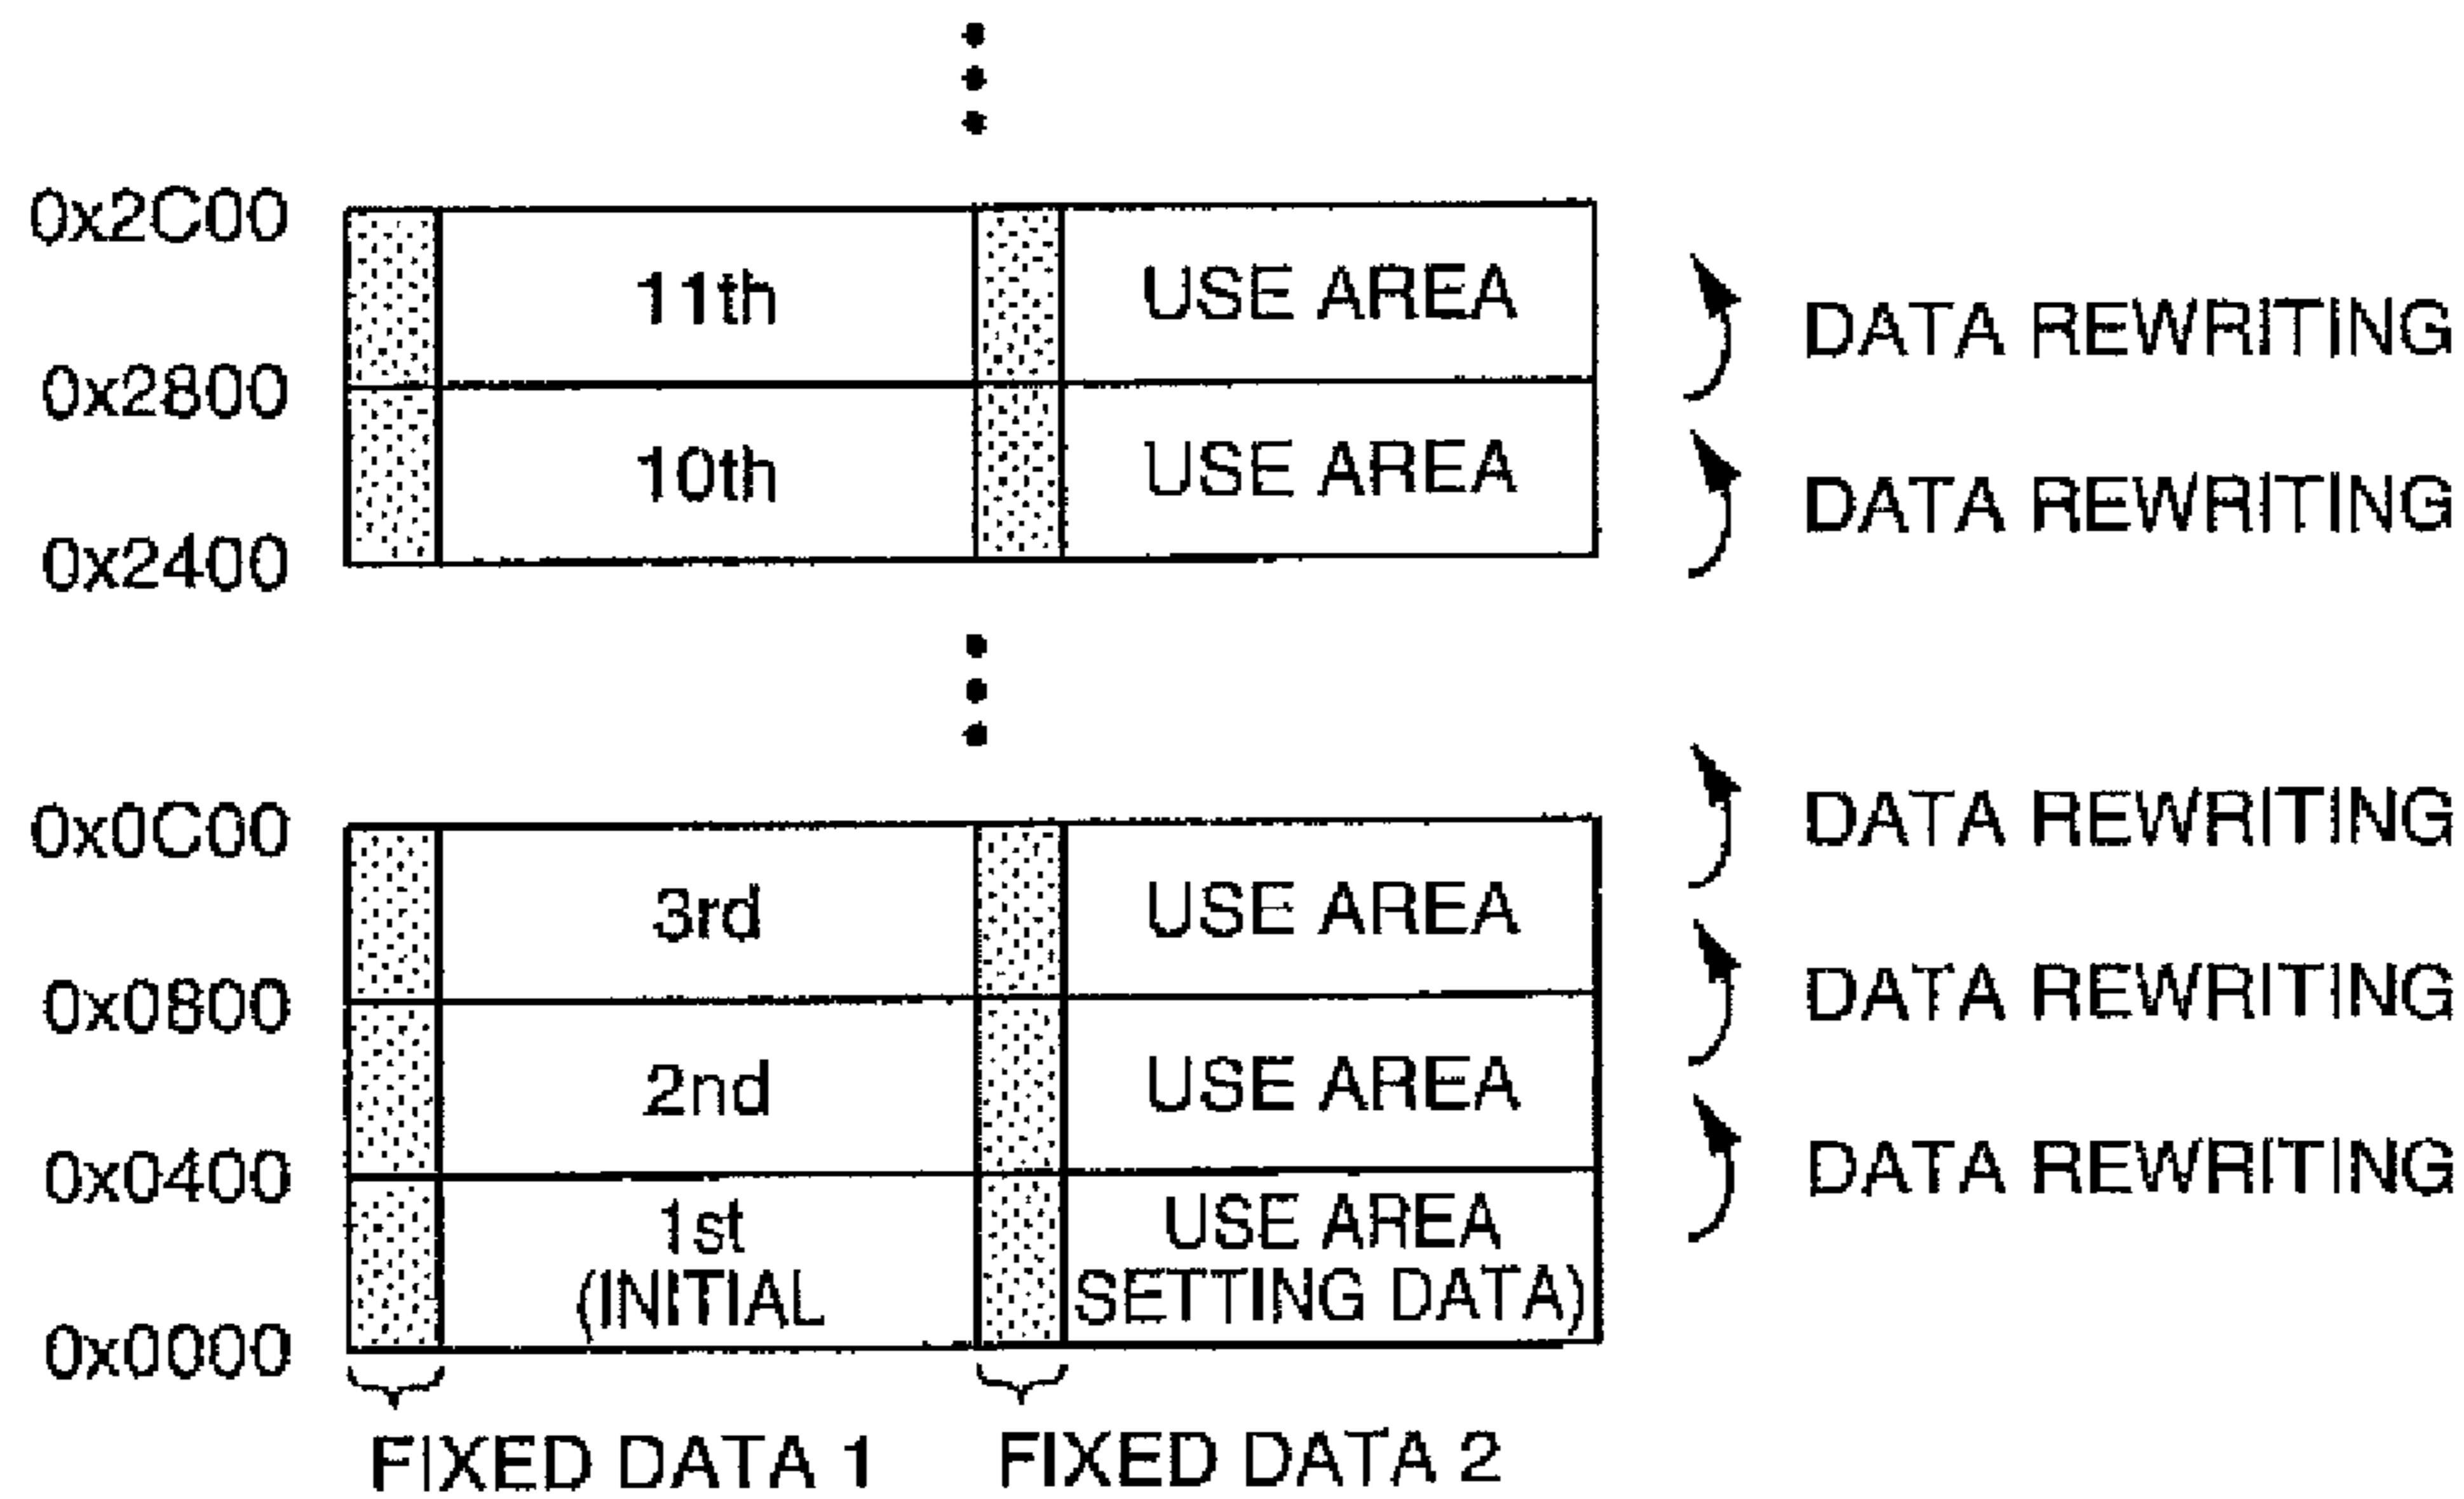 0x2C00
11th USE AREA DATA REWRITING
0x2800
10th USE AREA DATA REWRITING
0x2400
0x0C00 DATA REWRITING
3rd USE AREA
0x0800 DATA REWRITING
2nd USE AREA
0x0400 DATA REWRITING
1st USE AREA
(INITIAL SETTING DATA)
0x0000
FIXED DATA 1 FIXED DATA 2